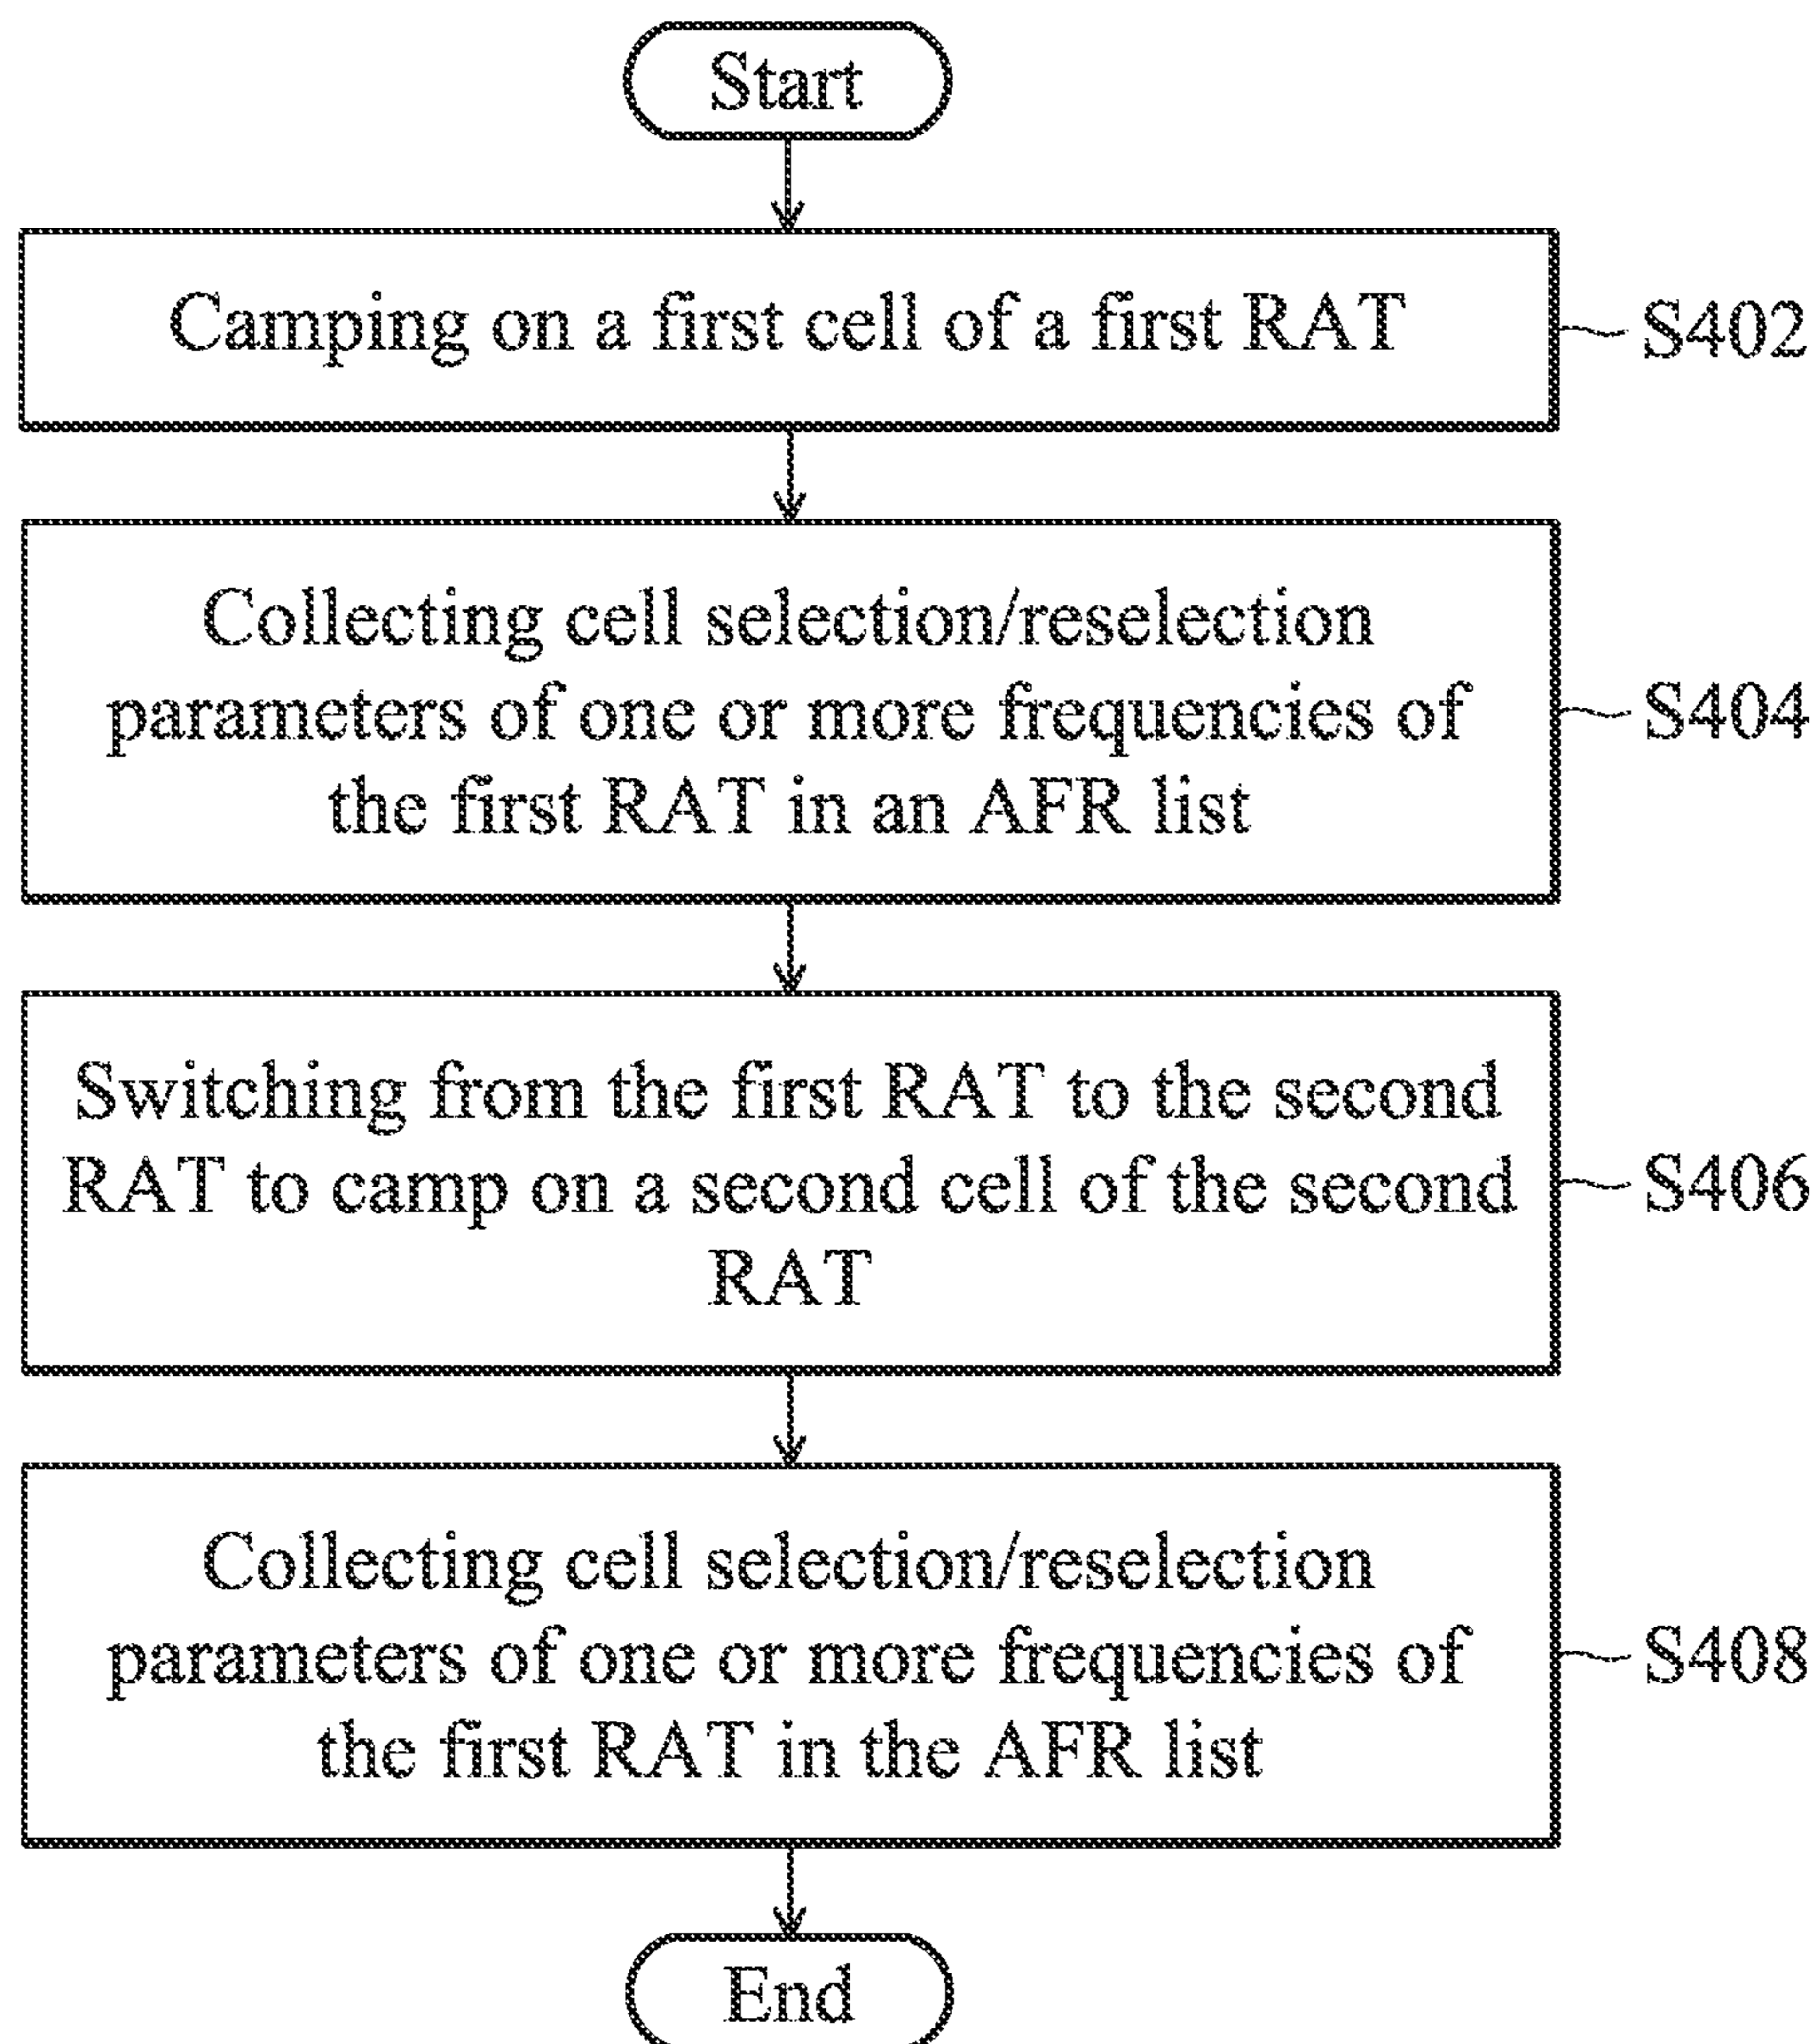 Start
Camping on a first cell of a first RAT
S402
Collecting cell selection/reselection
parameters of one or more frequencies of
the first RAT in an AFR list
S404
Switching from the first RAT to the second
RAT to camp on a second cell of the second
RAT
S406
Collecting cell selection/reselection
parameters of one or more frequencies of
the first RAT in the AFR list
S408
End